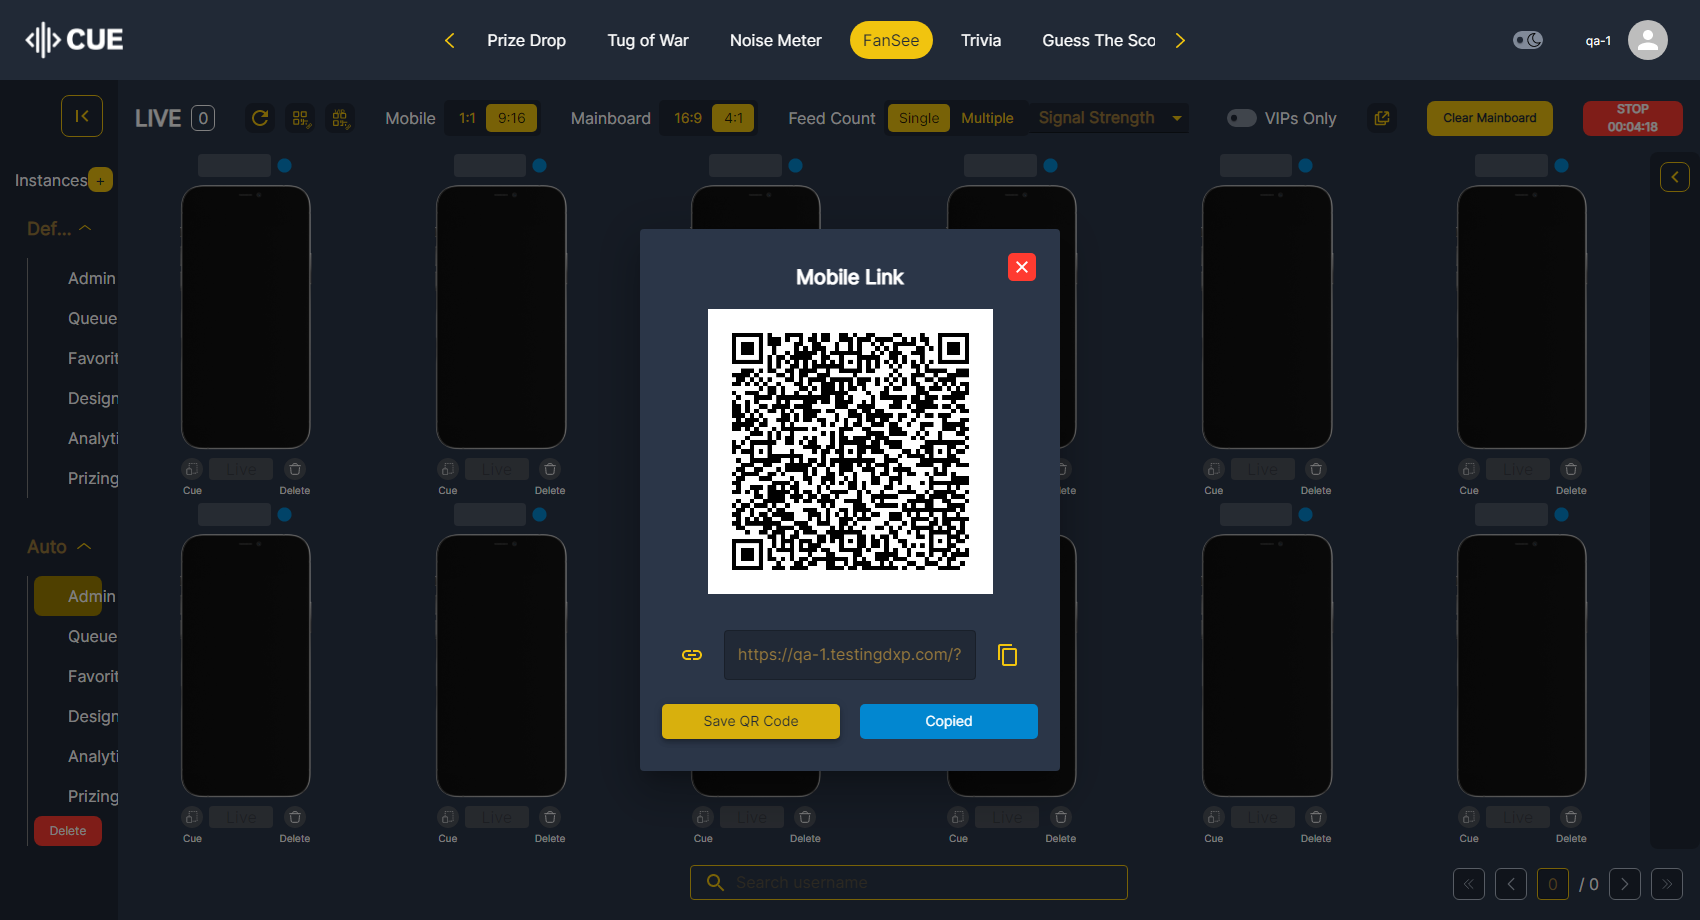 CUE
Prize Drop
Tug of War
Noise Meter
FanSee
Trivia
Guess The Sco
qa-1
LIVE 0
Mobile 1:1 9:16
Mainboard 16:9 4:1
Feed Count Single Multiple
Signal Strength
VIPs Only
Clear Mainboard
STOP
00:04:18
Instances +
Def...
Admin
Queue
Favorit
Design
Analyti
Prizing
Auto
Admin
Queue
Favorit
Design
Analyti
Prizing
Delete
Live
Cue
Delete
Live
Cue
Delete
ete
Live
Cue
Delete
Live
Cue
Delete
Mobile Link
https://qa-1.testingdxp.com/?
Save QR Code
Copied
Live
Cue
Delete
Live
Cue
Delete
Live
Cue
Delete
Live
Cue
Delete
Live
Cue
Delete
Live
Cue
Delete
Search username
0 / 0